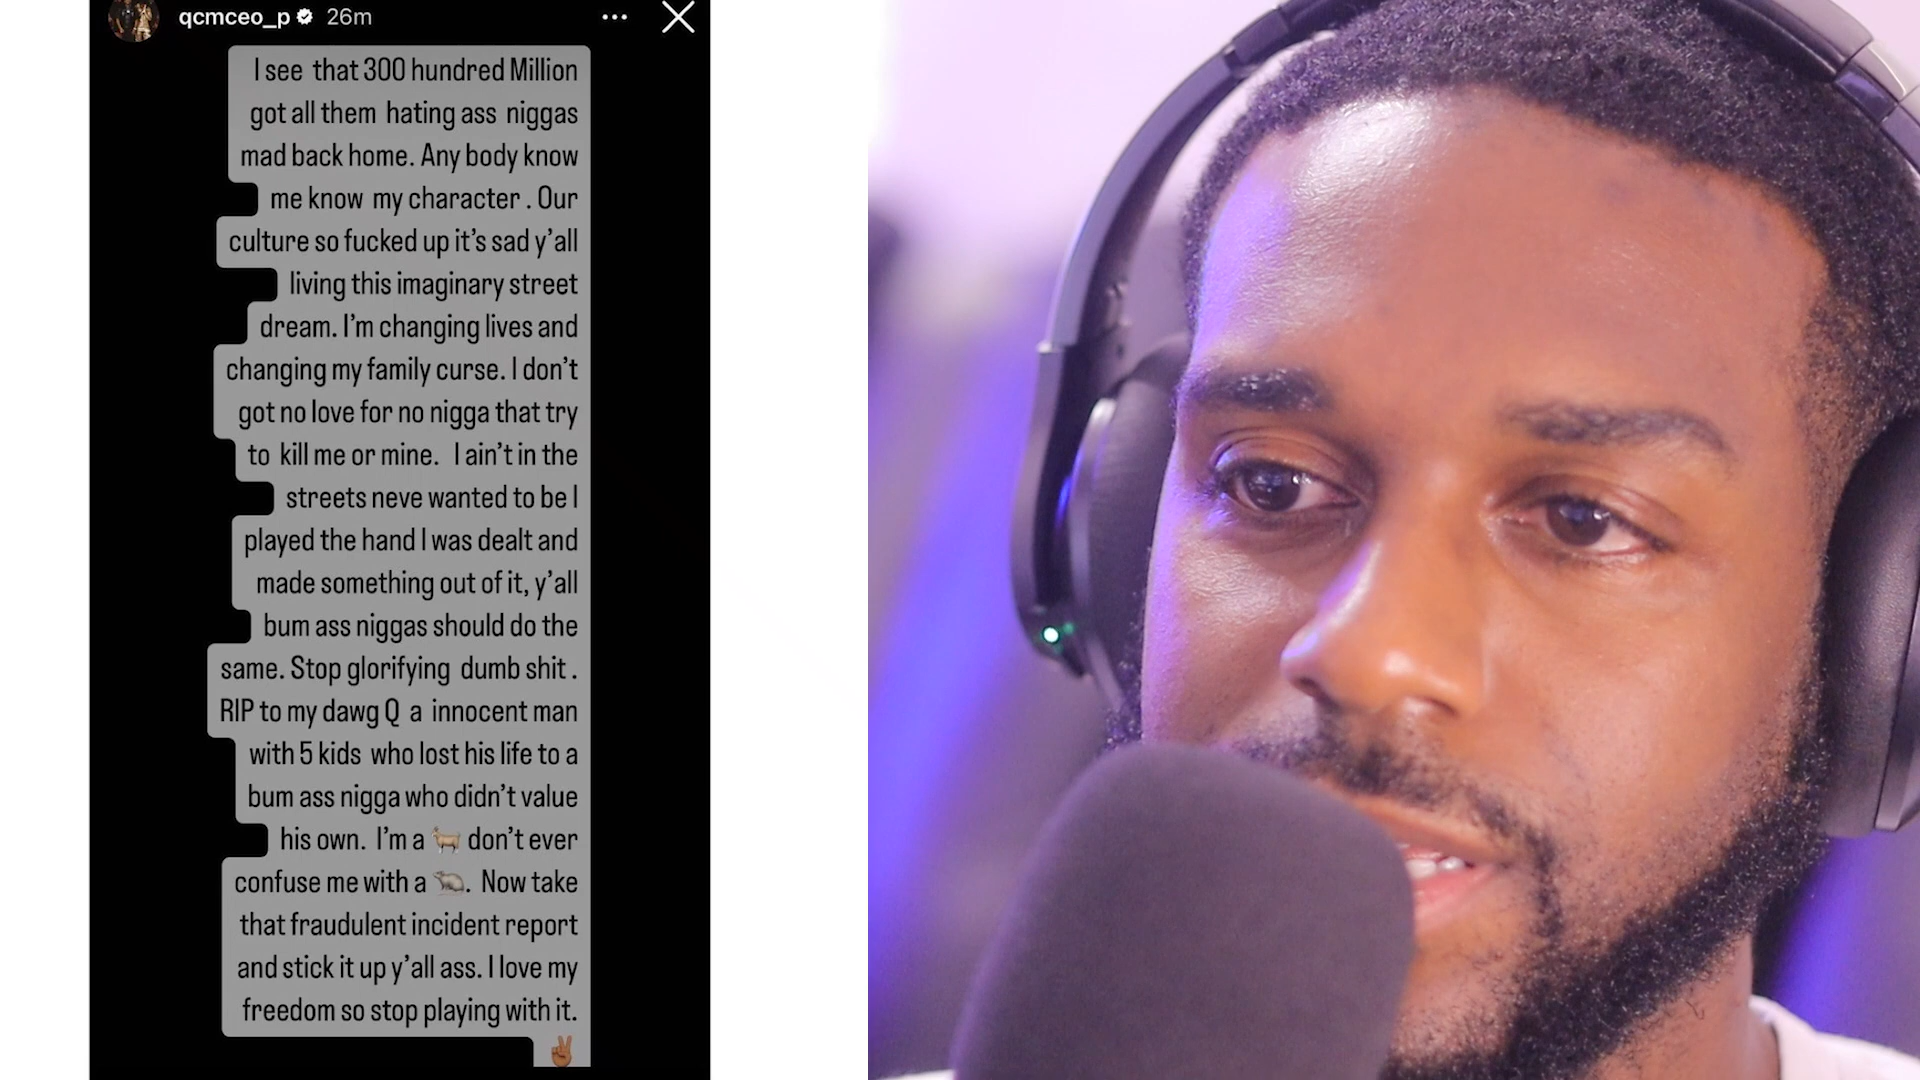 qcmceo_p 26m
I see that 300 hundred Million
got all them hating ass niggas
mad back home. Any body know
me know my character . Our
culture so fucked up it's sad y'all
living this imaginary street
dream. I'm changing lives and
changing my family curse. I don't
got no love for no nigga that try
to kill me or mine. I ain't in the
streets neve wanted to be I
played the hand I was dealt and
made something out of it, y'all
bum ass niggas should do the
same. Stop glorifying dumb shit .
RIP to my dawg Q a innocent man
with 5 kids who lost his life to a
bum ass nigga who didn't value
his own. I'm a 🐐 don't ever
confuse me with a 🐀. Now take
that fraudulent incident report
and stick it up y'all ass. I love my
freedom so stop playing with it.
✌🏽